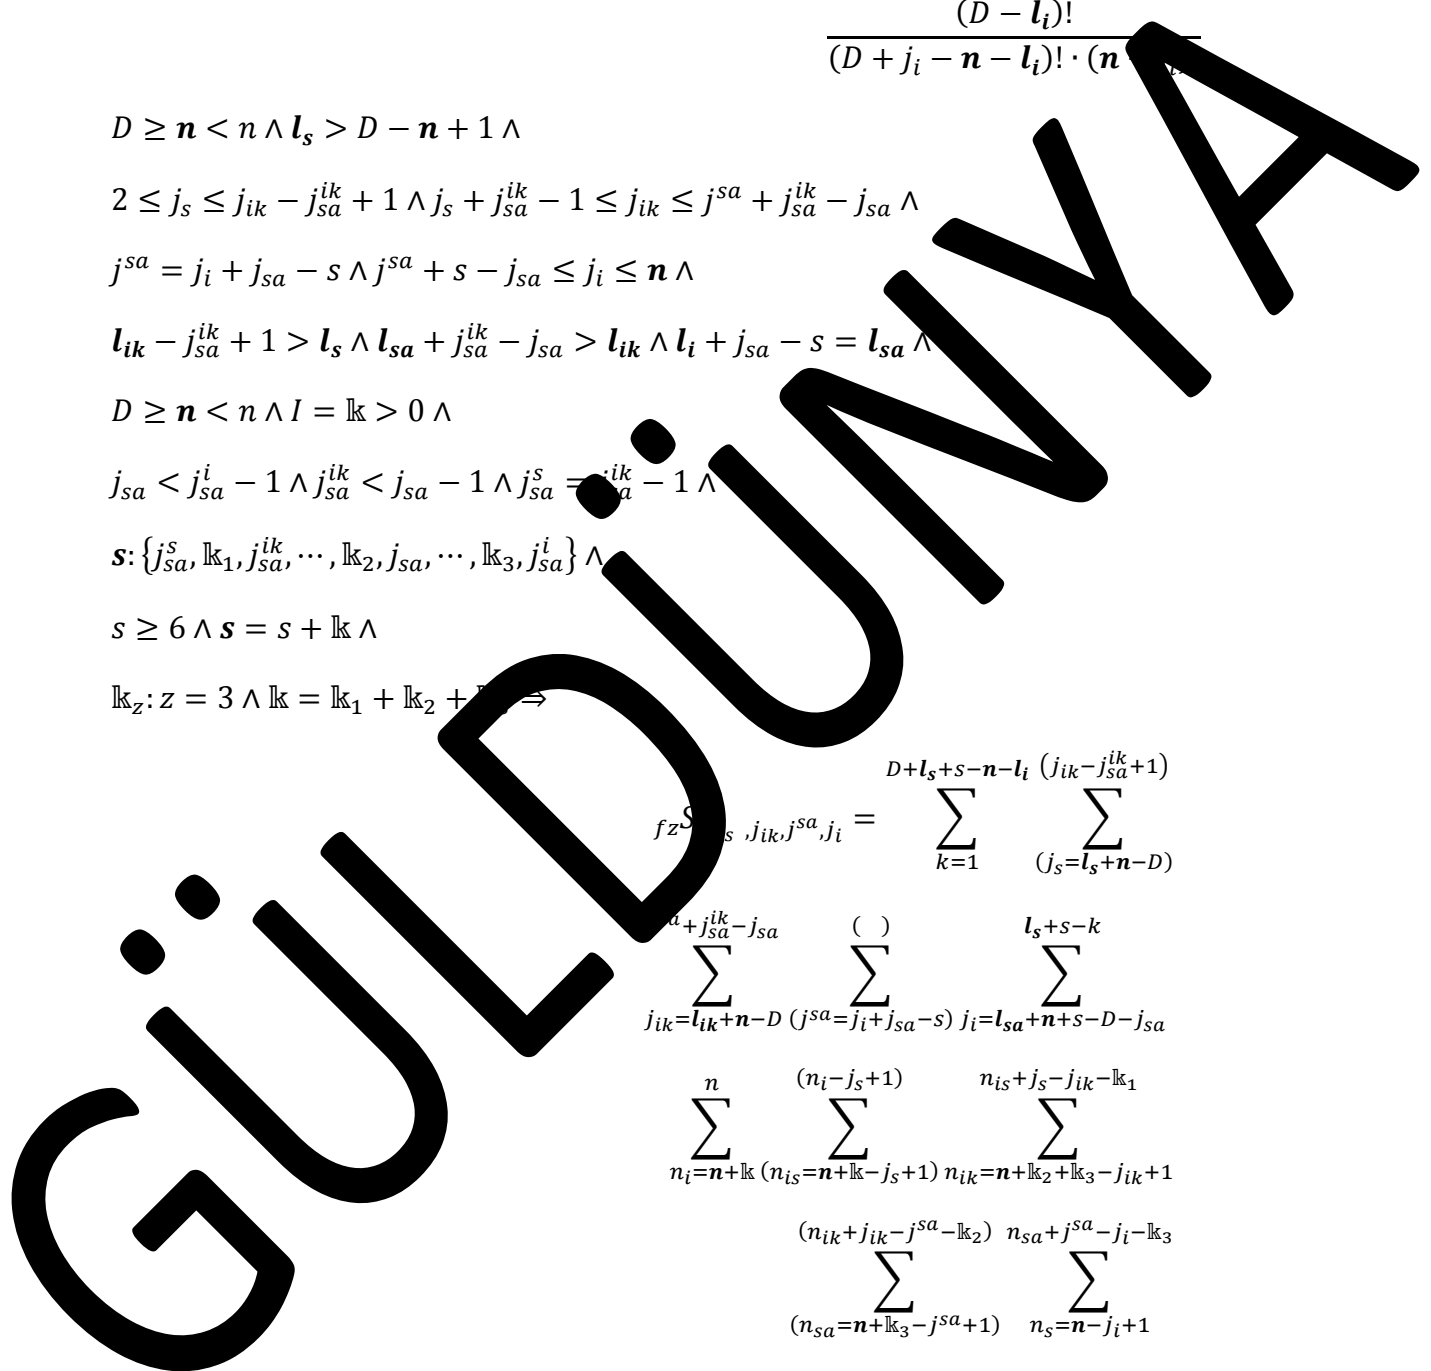 (D − l_i)!
(D + j_i − n − l_i)! · (n
D ≥ n < n ∧ l_s > D − n + 1 ∧
2 ≤ j_s ≤ j_ik − j_sa^ik + 1 ∧ j_s + j_sa^ik − 1 ≤ j_ik ≤ j^sa + j_sa^ik − j_sa ∧
j^sa = j_i + j_sa − s ∧ j^sa + s − j_sa ≤ j_i ≤ n ∧
l_ik − j_sa^ik + 1 > l_s ∧ l_sa + j_sa^ik − j_sa > l_ik ∧ l_i + j_sa − s = l_sa ∧
D ≥ n < n ∧ I = 𝕜 > 0 ∧
j_sa < j_sa^i − 1 ∧ j_sa^ik < j_sa − 1 ∧ j_sa^s = j_sa^ik − 1 ∧
s: {j_sa^s, 𝕜_1, j_sa^ik, ⋯, 𝕜_2, j_sa, ⋯, 𝕜_3, j_sa^i} ∧
s ≥ 6 ∧ s = s + 𝕜 ∧
𝕜_z: z = 3 ∧ 𝕜 = 𝕜_1 + 𝕜_2 + ⇒
D+l_s+s−n−l_i (j_ik−j_sa^ik+1)
fz S s ,j_ik,j^sa,j_i = ∑ ∑
k=1 (j_s=l_s+n−D)
+j_sa^ik−j_sa ( ) l_s+s−k
∑ ∑ ∑
j_ik=l_ik+n−D (j^sa=j_i+j_sa−s) j_i=l_sa+n+s−D−j_sa
n (n_i−j_s+1) n_is+j_s−j_ik−𝕜_1
∑ ∑ ∑
n_i=n+𝕜 (n_is=n+𝕜−j_s+1) n_ik=n+𝕜_2+𝕜_3−j_ik+1
(n_ik+j_ik−j^sa−𝕜_2) n_sa+j^sa−j_i−𝕜_3
∑ ∑
(n_sa=n+𝕜_3−j^sa+1) n_s=n−j_i+1
GÜLDÜNYA